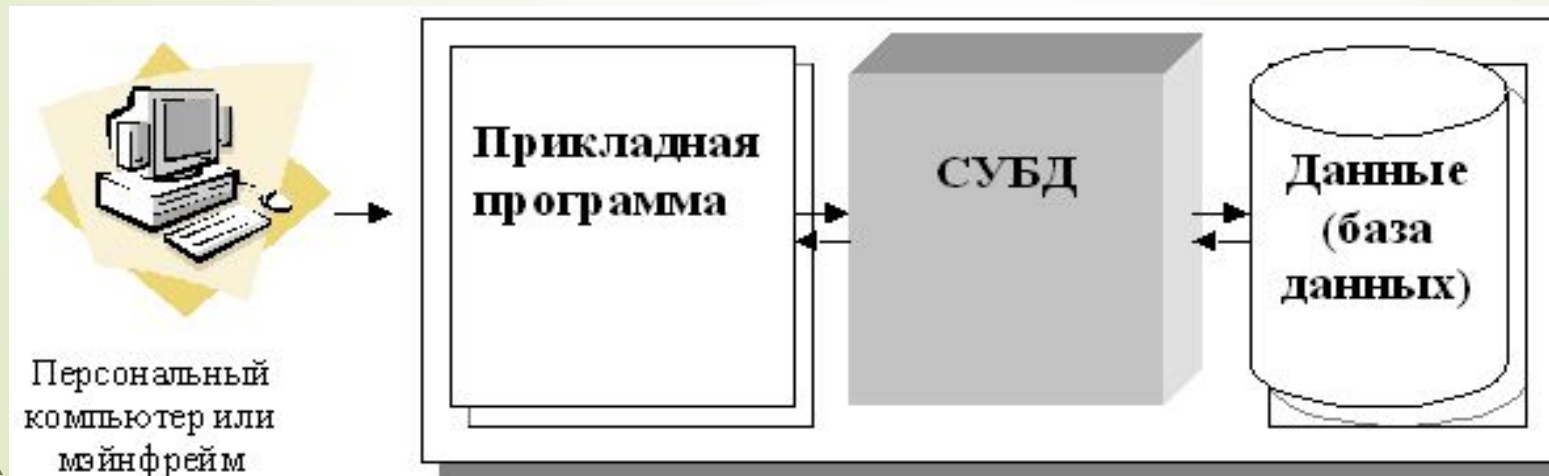 Персональный
компьютер или
мэйнфрейм
Прикладная
программа
СУБД
Данные
(база
данных)